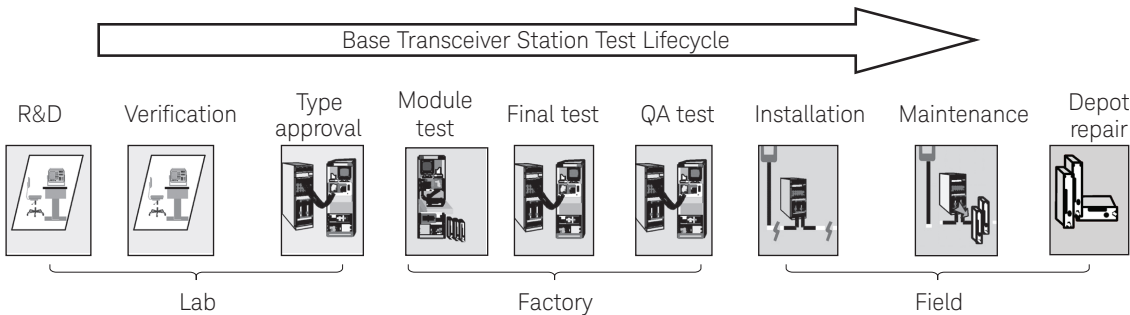 Base Transceiver Station Test Lifecycle
R&D
Verification
Type
approval
Module
test
Final test
QA test
Installation
Maintenance
Depot
repair
Lab
Factory
Field